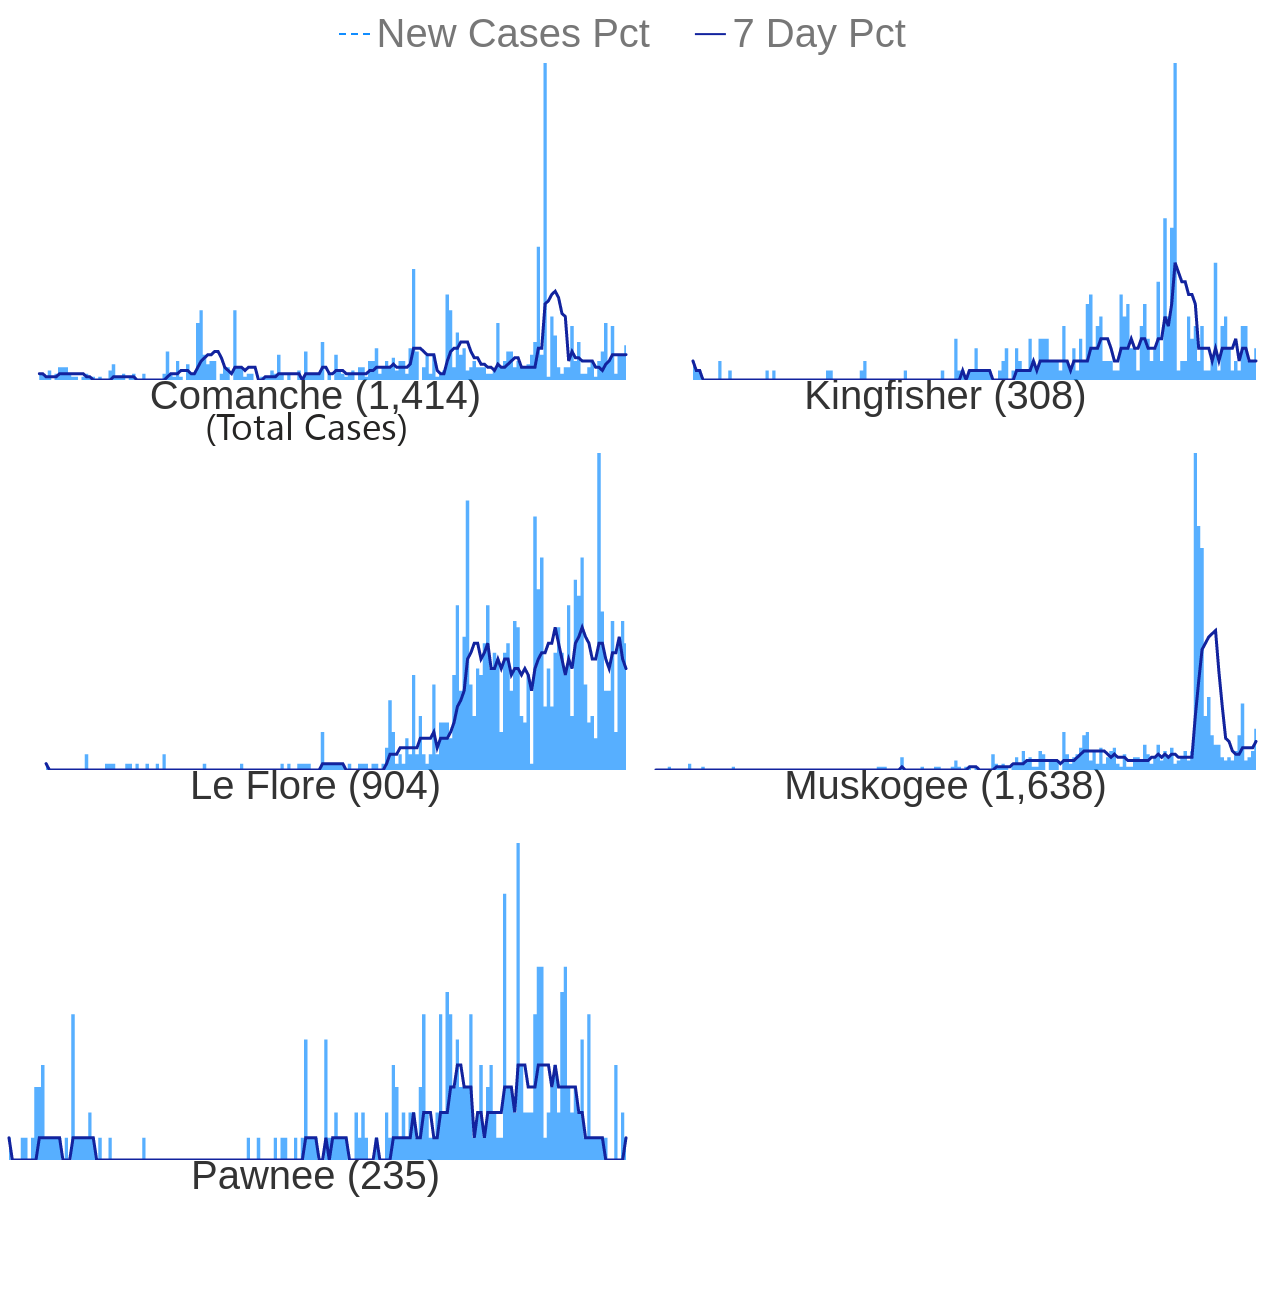 New Cases Pct 7 Day Pct
Comanche (1,414)
(Total Cases)
Kingfisher (308)
Le Flore (904)
Muskogee (1,638)
Pawnee (235)